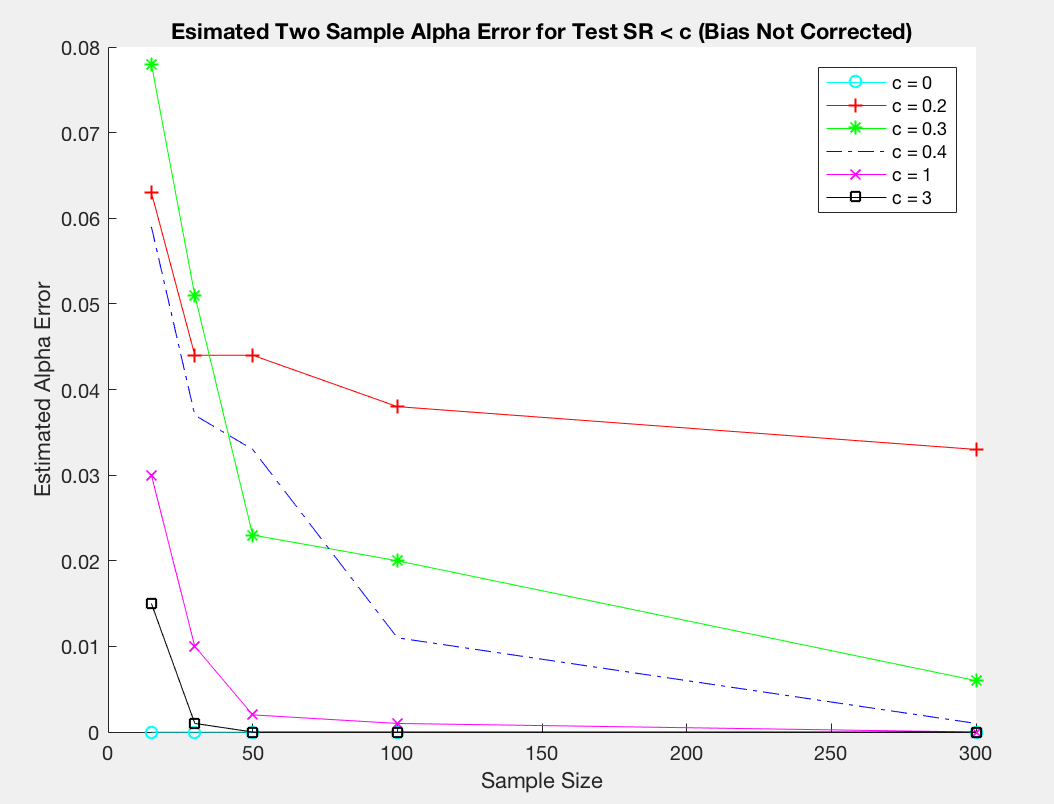 Esimated Two Sample Alpha Error for Test SR < c (Bias Not Corrected)
0.08
0.07
0.06
0.05
0.04
0.03
0.02
0.01
0
Estimated Alpha Error
c = 0
c = 0.2
c = 0.3
c = 0.4
c = 1
c = 3
0 50 100 150 200 250 300
Sample Size